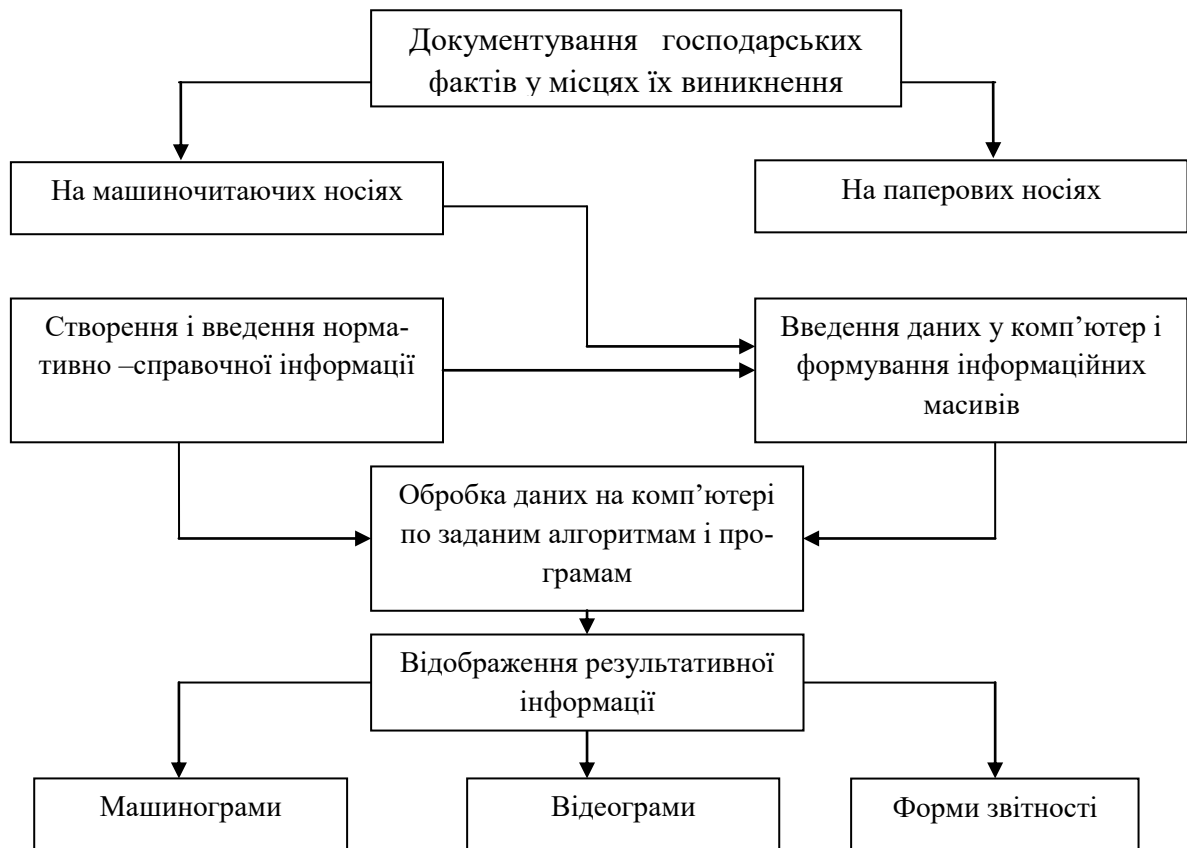 Документування господарських
фактів у місцях їх виникнення
На машиночитаючих носіях
На паперових носіях
Створення і введення норма-
тивно –справочної інформації
Введення даних у комп’ютер і
формування інформаційних
масивів
Обробка даних на комп’ютері
по заданим алгоритмам і про-
грамам
Відображення результативної
інформації
Машинограми
Відеограми
Форми звітності